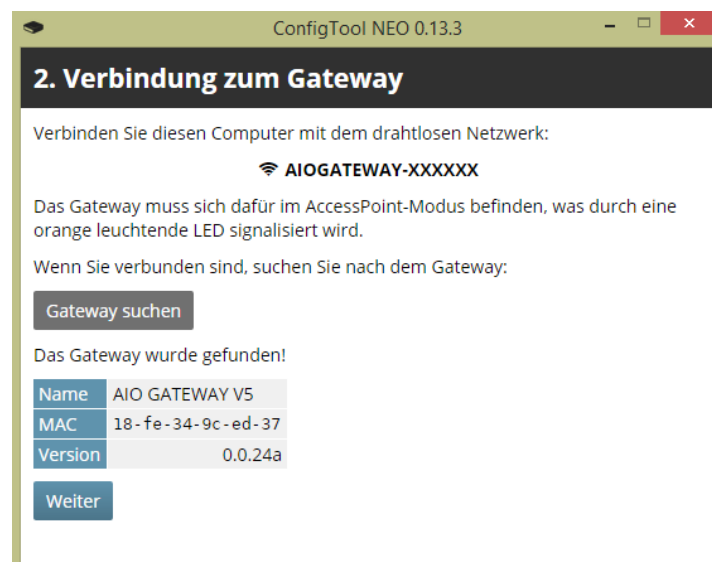 ConfigTool NEO 0.13.3
2. Verbindung zum Gateway
Verbinden Sie diesen Computer mit dem drahtlosen Netzwerk:
AIOGATEWAY-XXXXXX
Das Gateway muss sich dafür im AccessPoint-Modus befinden, was durch eine
orange leuchtende LED signalisiert wird.
Wenn Sie verbunden sind, suchen Sie nach dem Gateway:
Gateway suchen
Das Gateway wurde gefunden!
Name AIO GATEWAY V5
MAC 18-fe-34-9c-ed-37
Version 0.0.24a
Weiter